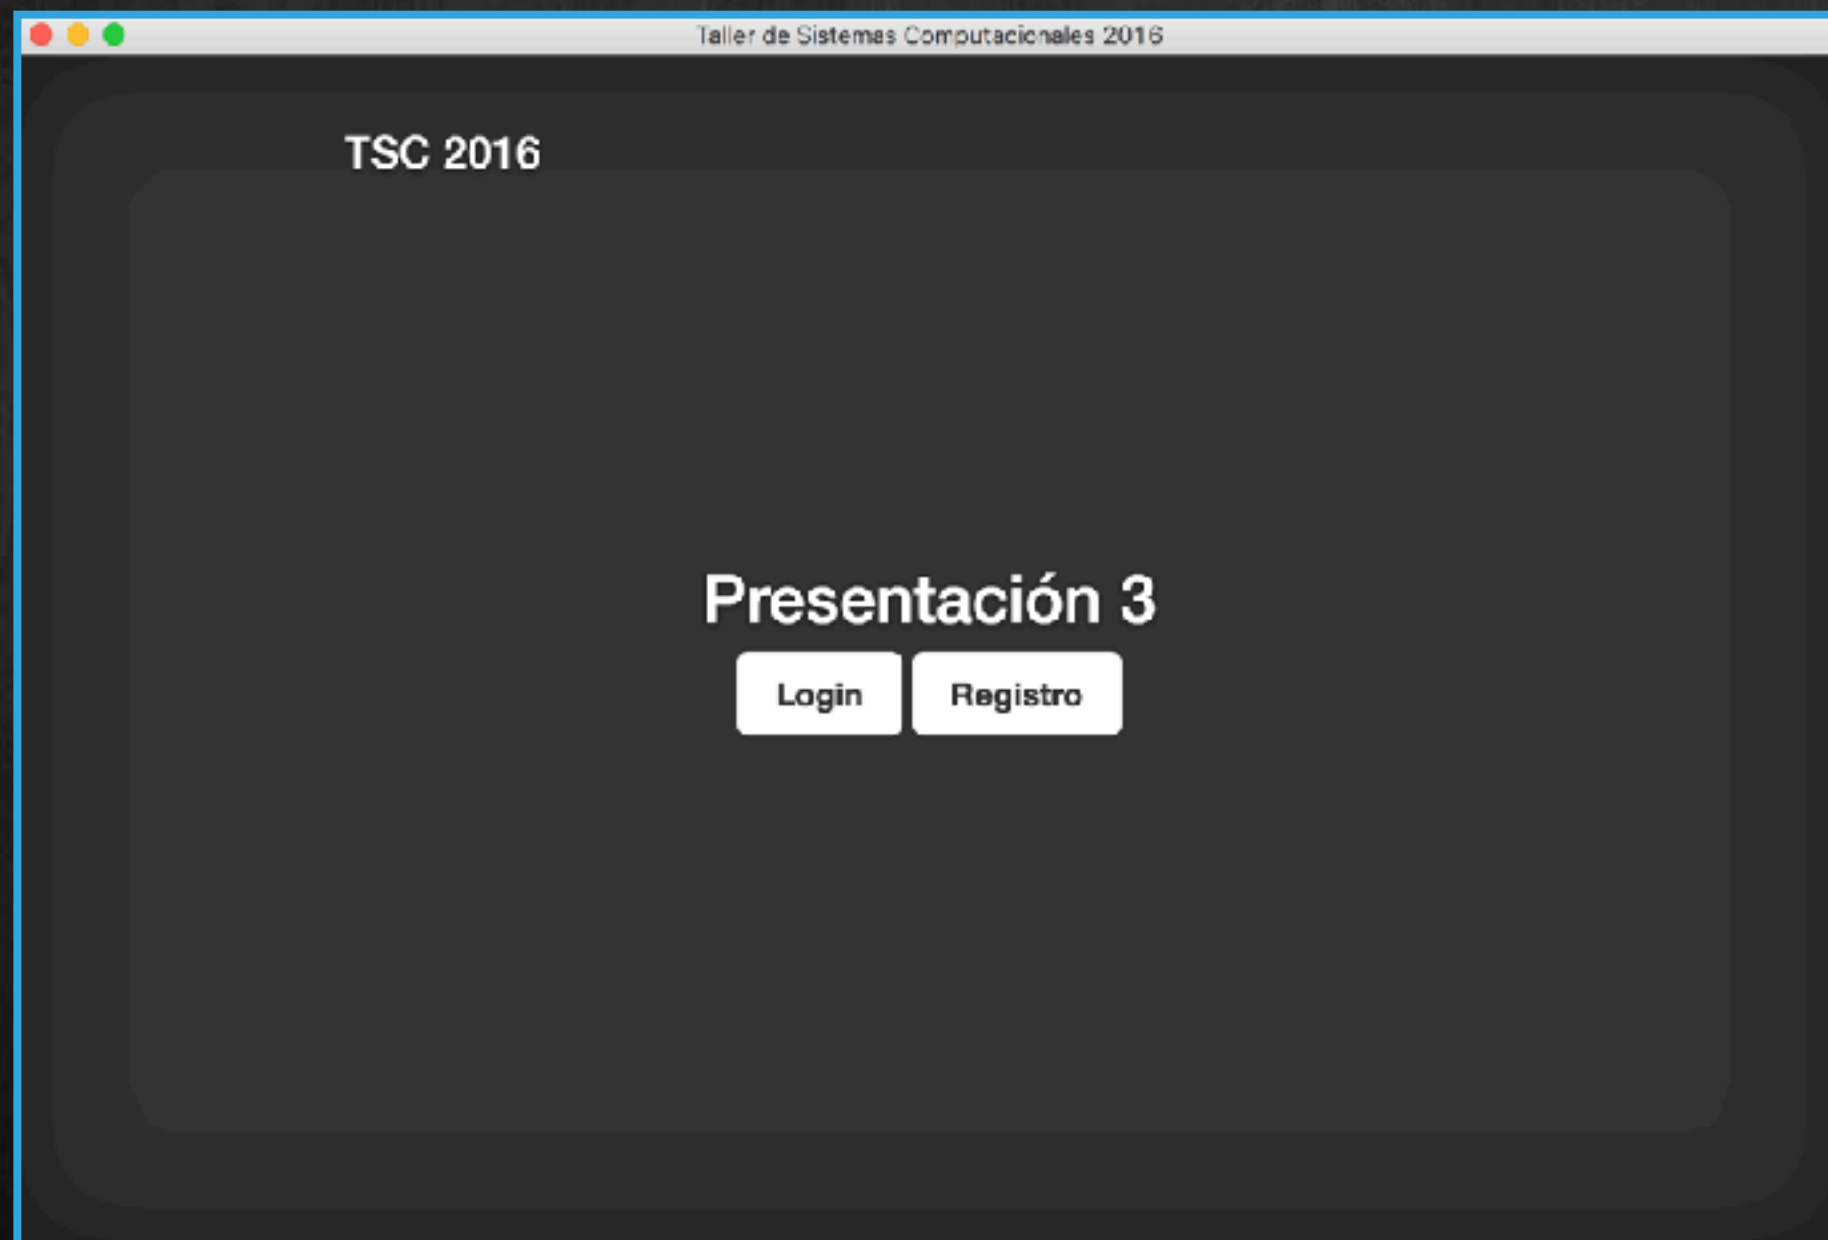 Taller de Sistemas Computacionales 2016
TSC 2016
Presentación 3
Login Registro